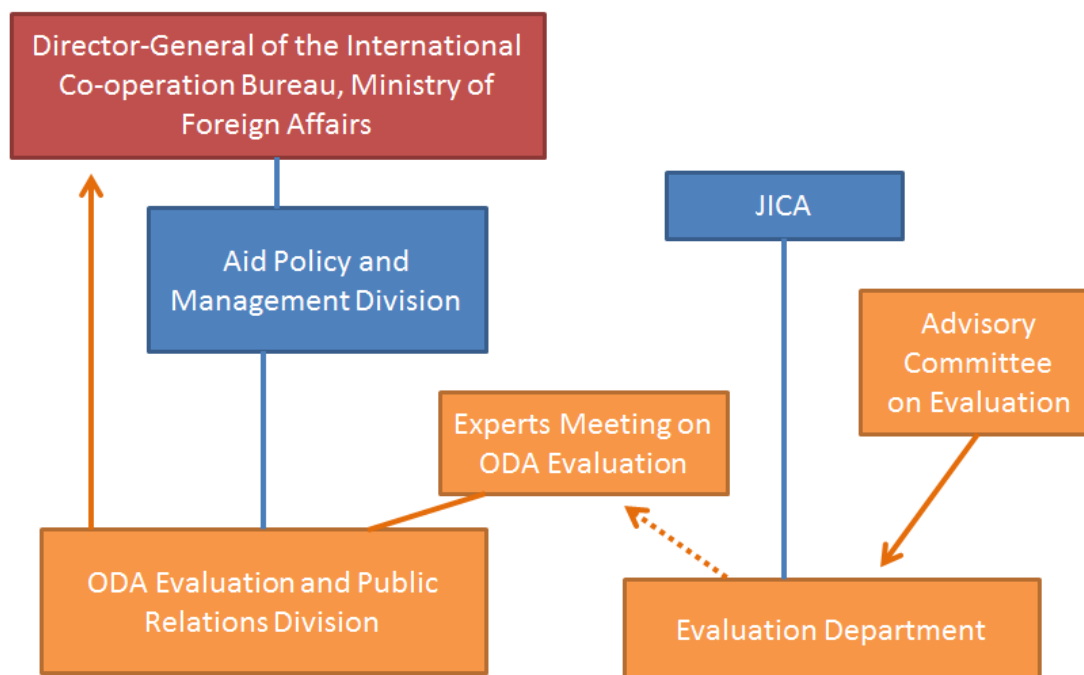 Director-General of the International
Co-operation Bureau, Ministry of
Foreign Affairs
JICA
Aid Policy and
Management Division
Advisory
Committee
on Evaluation
Experts Meeting on
ODA Evaluation
ODA Evaluation and Public
Relations Division
Evaluation Department